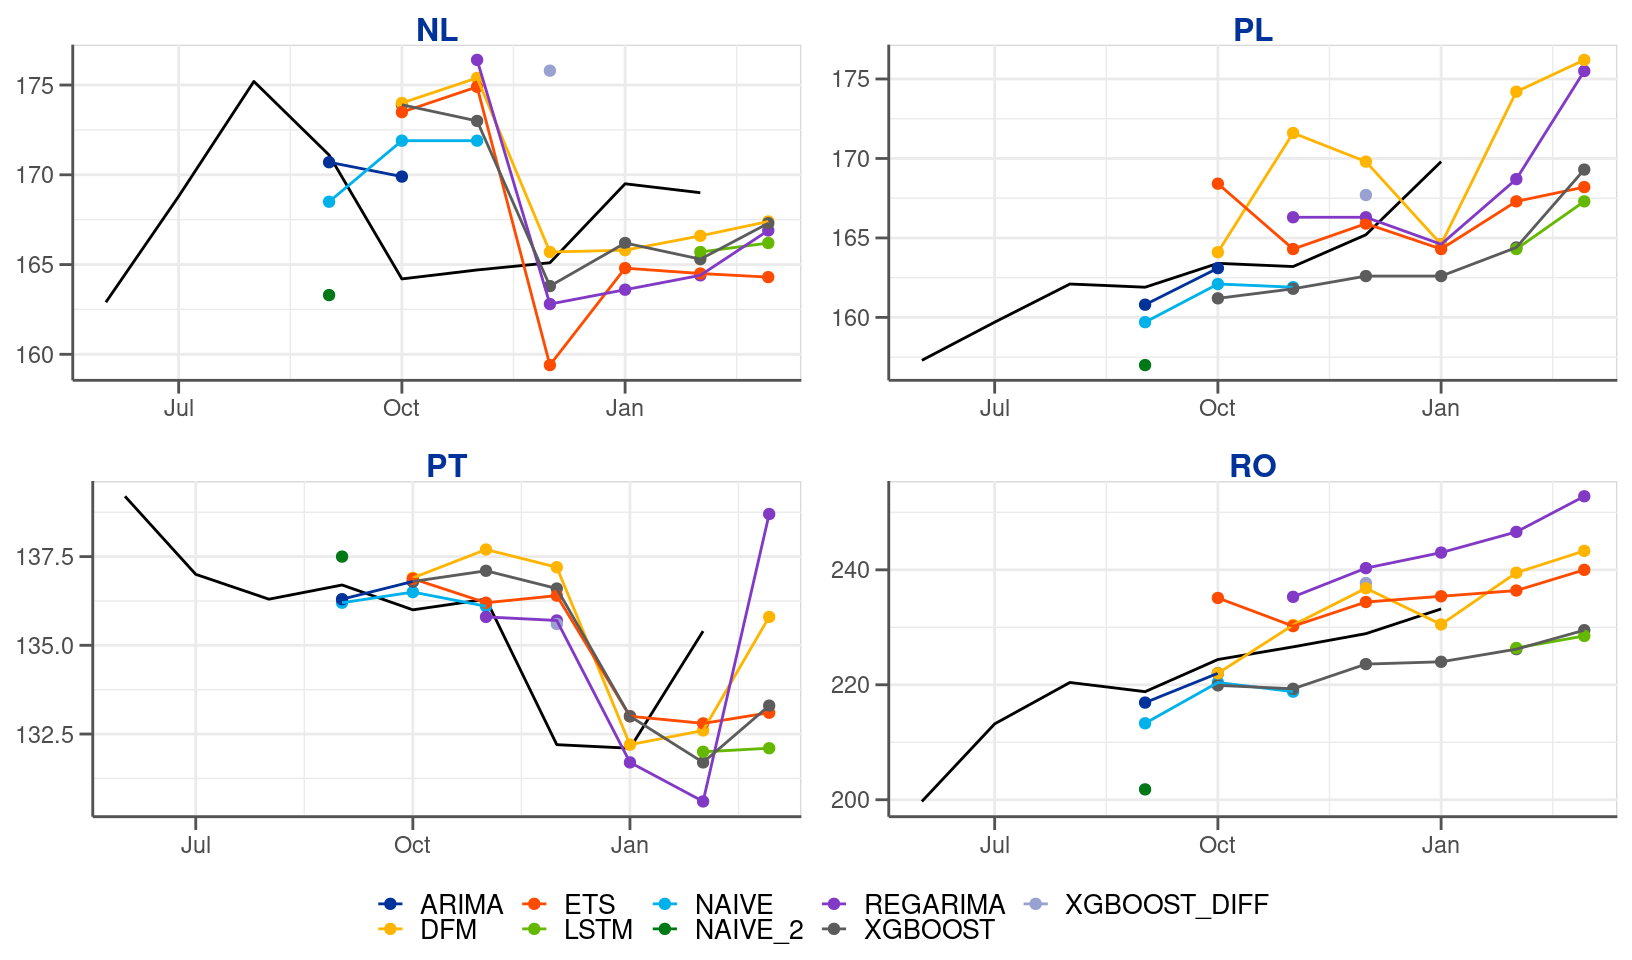 NL PL
175
170
165
160
Jul Oct Jan
175
170
165
160
Jul Oct Jan
PT RO
137.5
135.0
132.5
Jul Oct Jan
240
220
200
Jul Oct Jan
ARIMA ETS NAIVE REGARIMA XGBOOST_DIFF
DFM LSTM NAIVE_2 XGBOOST